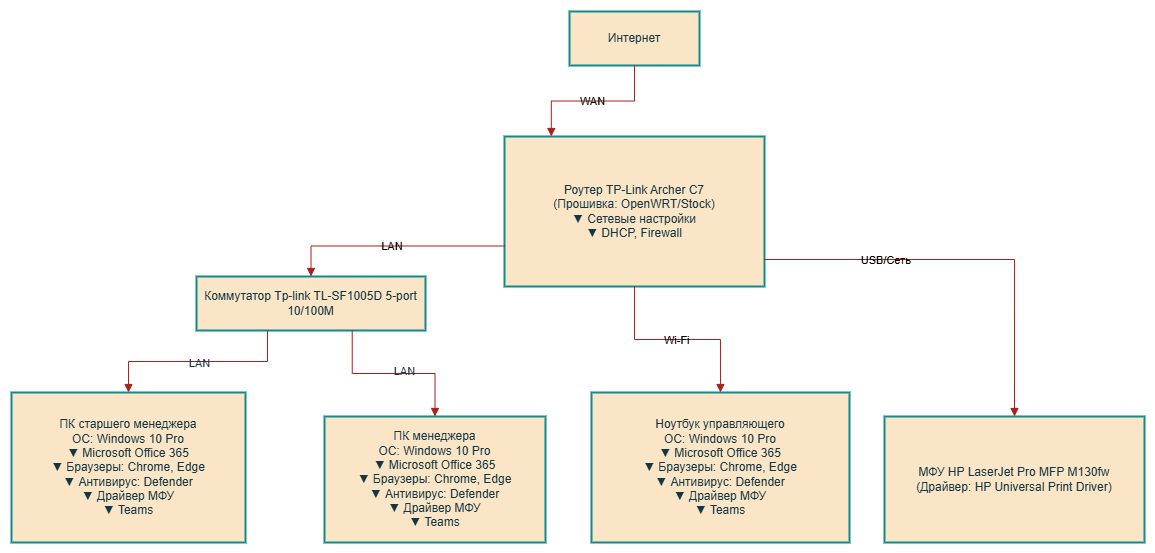 Интернет
WAN
Роутер TP-Link Archer C7
(Прошивка: OpenWRT/Stock)
▼ Сетевые настройки
▼ DHCP, Firewall
LAN
USB/Сеть
Коммутатор Tp-link TL-SF1005D 5-port
10/100M
Wi-Fi
LAN
LAN
ПК старшего менеджера
ОС: Windows 10 Pro
▼ Microsoft Office 365
▼ Браузеры: Chrome, Edge
▼ Антивирус: Defender
▼ Драйвер МФУ
▼ Teams
ПК менеджера
ОС: Windows 10 Pro
▼ Microsoft Office 365
▼ Браузеры: Chrome, Edge
▼ Антивирус: Defender
▼ Драйвер МФУ
▼ Teams
Ноутбук управляющего
ОС: Windows 10 Pro
▼ Microsoft Office 365
▼ Браузеры: Chrome, Edge
▼ Антивирус: Defender
▼ Драйвер МФУ
▼ Teams
МФУ HP LaserJet Pro MFP M130fw
(Драйвер: HP Universal Print Driver)